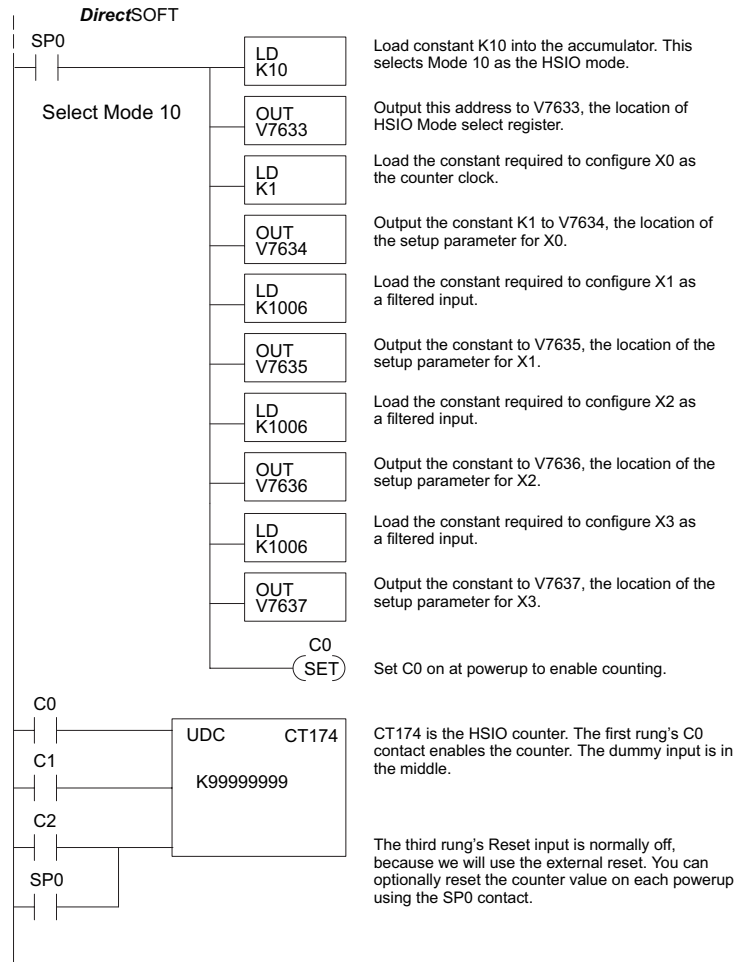 DirectSOFT
SP0
LD
K10
Load constant K10 into the accumulator. This
selects Mode 10 as the HSIO mode.
Select Mode 10
OUT
V7633
Output this address to V7633, the location of
HSIO Mode select register.
LD
K1
Load the constant required to configure X0 as
the counter clock.
OUT
V7634
Output the constant K1 to V7634, the location of
the setup parameter for X0.
LD
K1006
Load the constant required to configure X1 as
a filtered input.
OUT
V7635
Output the constant to V7635, the location of the
setup parameter for X1.
LD
K1006
Load the constant required to configure X2 as
a filtered input.
OUT
V7636
Output the constant to V7636, the location of the
setup parameter for X2.
LD
K1006
Load the constant required to configure X3 as
a filtered input.
OUT
V7637
Output the constant to V7637, the location of the
setup parameter for X3.
C0
SET
Set C0 on at powerup to enable counting.
C0
UDC CT174
CT174 is the HSIO counter. The first rung's C0
contact enables the counter. The dummy input is in
the middle.
C1
K99999999
C2
The third rung's Reset input is normally off,
because we will use the external reset. You can
optionally reset the counter value on each powerup
using the SP0 contact.
SP0